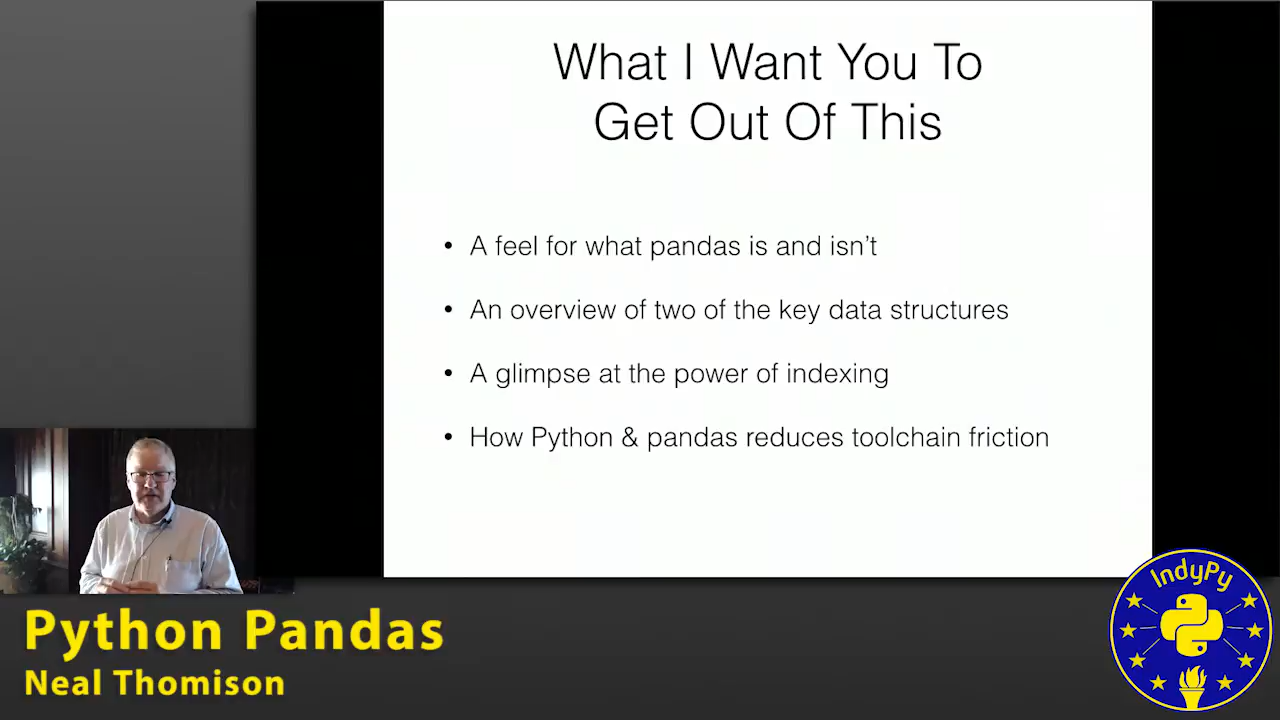 What I Want You To
Get Out Of This
• A feel for what pandas is and isn’t
• An overview of two of the key data structures
• A glimpse at the power of indexing
• How Python & pandas reduces toolchain friction
Python Pandas
Neal Thomison
IndyPy